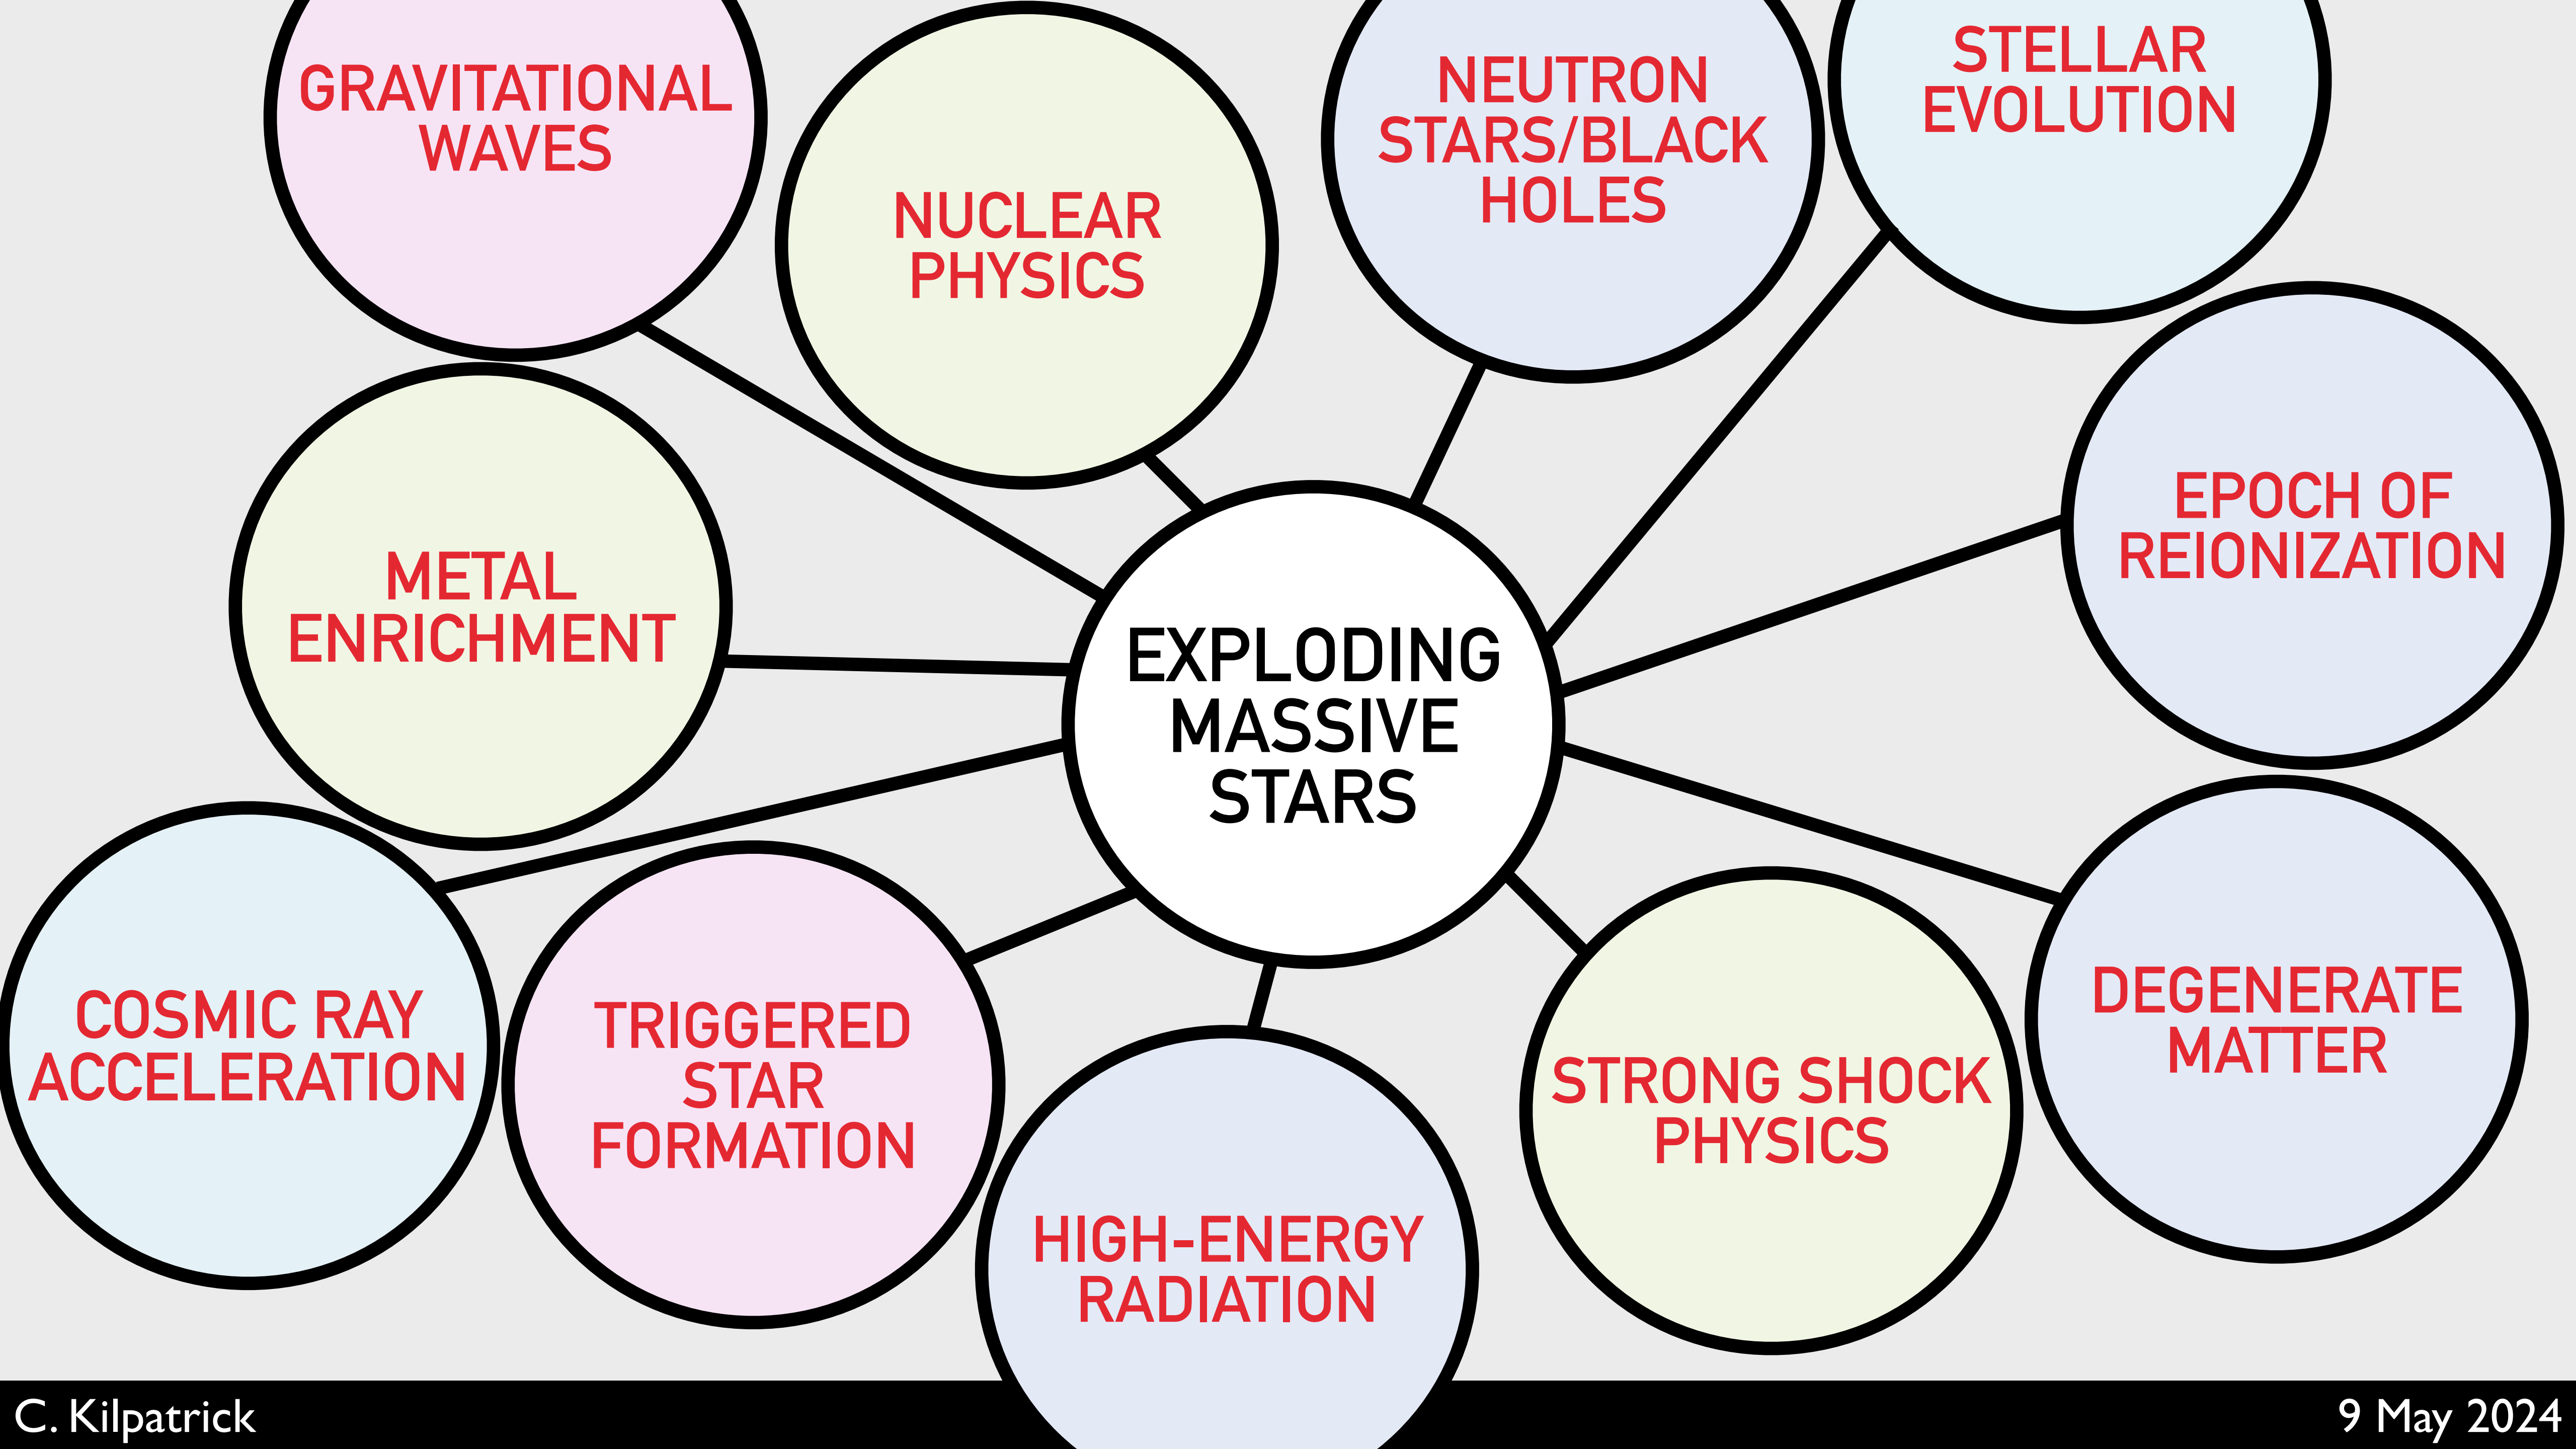 GRAVITATIONAL
WAVES
NUCLEAR
PHYSICS
NEUTRON
STARS/BLACK
HOLES
STELLAR
EVOLUTION
EPOCH OF
REIONIZATION
METAL
ENRICHMENT
EXPLODING
MASSIVE
STARS
COSMIC RAY
ACCELERATION
TRIGGERED
STAR
FORMATION
HIGH-ENERGY
RADIATION
STRONG SHOCK
PHYSICS
DEGENERATE
MATTER
C. Kilpatrick
9 May 2024